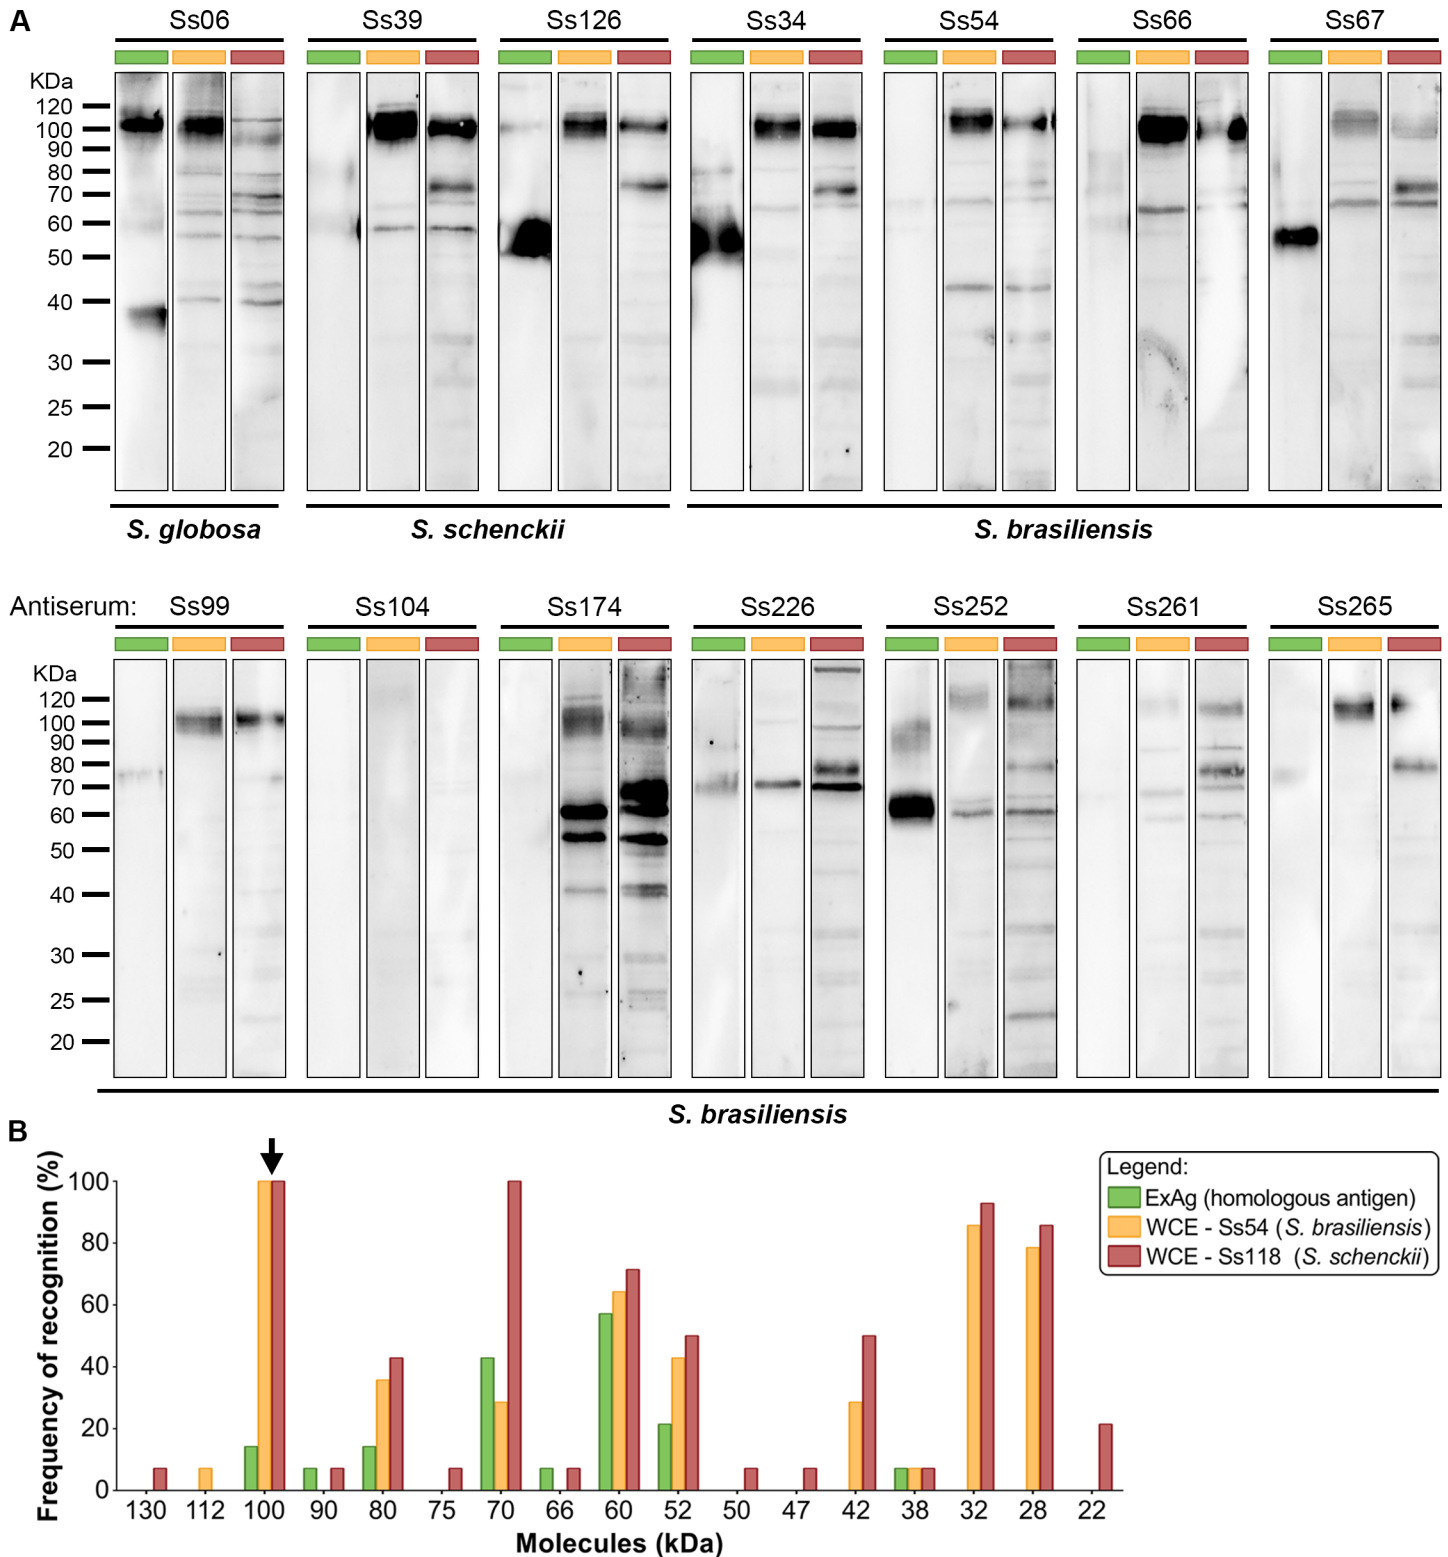 A
Ss06 Ss39 Ss126 Ss34 Ss54 Ss66 Ss67
KDa
120
100
90
80
70
60
50
40
30
25
20
S. globosa S. schenckii S. brasiliensis
Antiserum: Ss99 Ss104 Ss174 Ss226 Ss252 Ss261 Ss265
KDa
120
100
90
80
70
60
50
40
30
25
20
S. brasiliensis
B
Frequency of recognition (%)
100
80
60
40
20
0
130 112 100 90 80 75 70 66 60 52 50 47 42 38 32 28 22
Molecules (kDa)
Legend:
ExAg (homologous antigen)
WCE - Ss54 (S. brasiliensis)
WCE - Ss118 (S. schenckii)